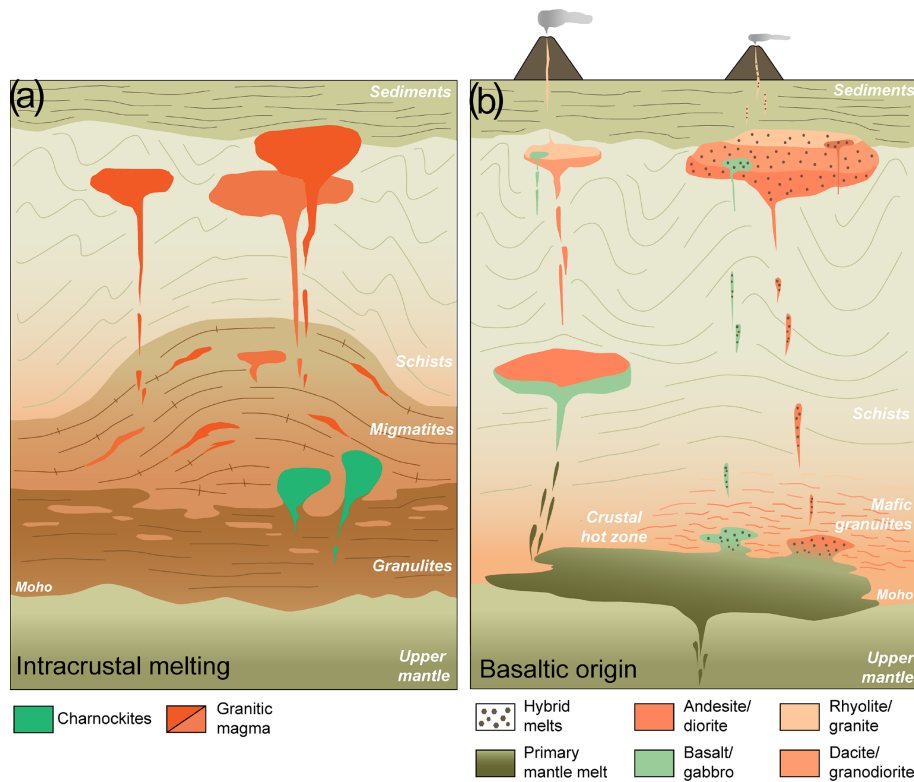 (a)
Sediments
Schists
Migmatites
Granulites
Moho
Upper
mantle
Intracrustal melting
Charnockites
Granitic
magma
(b)
Sediments
Schists
Crustal
hot zone
Mafic
granulites
Moho
Upper
mantle
Basaltic origin
Hybrid
melts
Andesite/
diorite
Rhyolite/
granite
Primary
mantle melt
Basalt/
gabbro
Dacite/
granodiorite